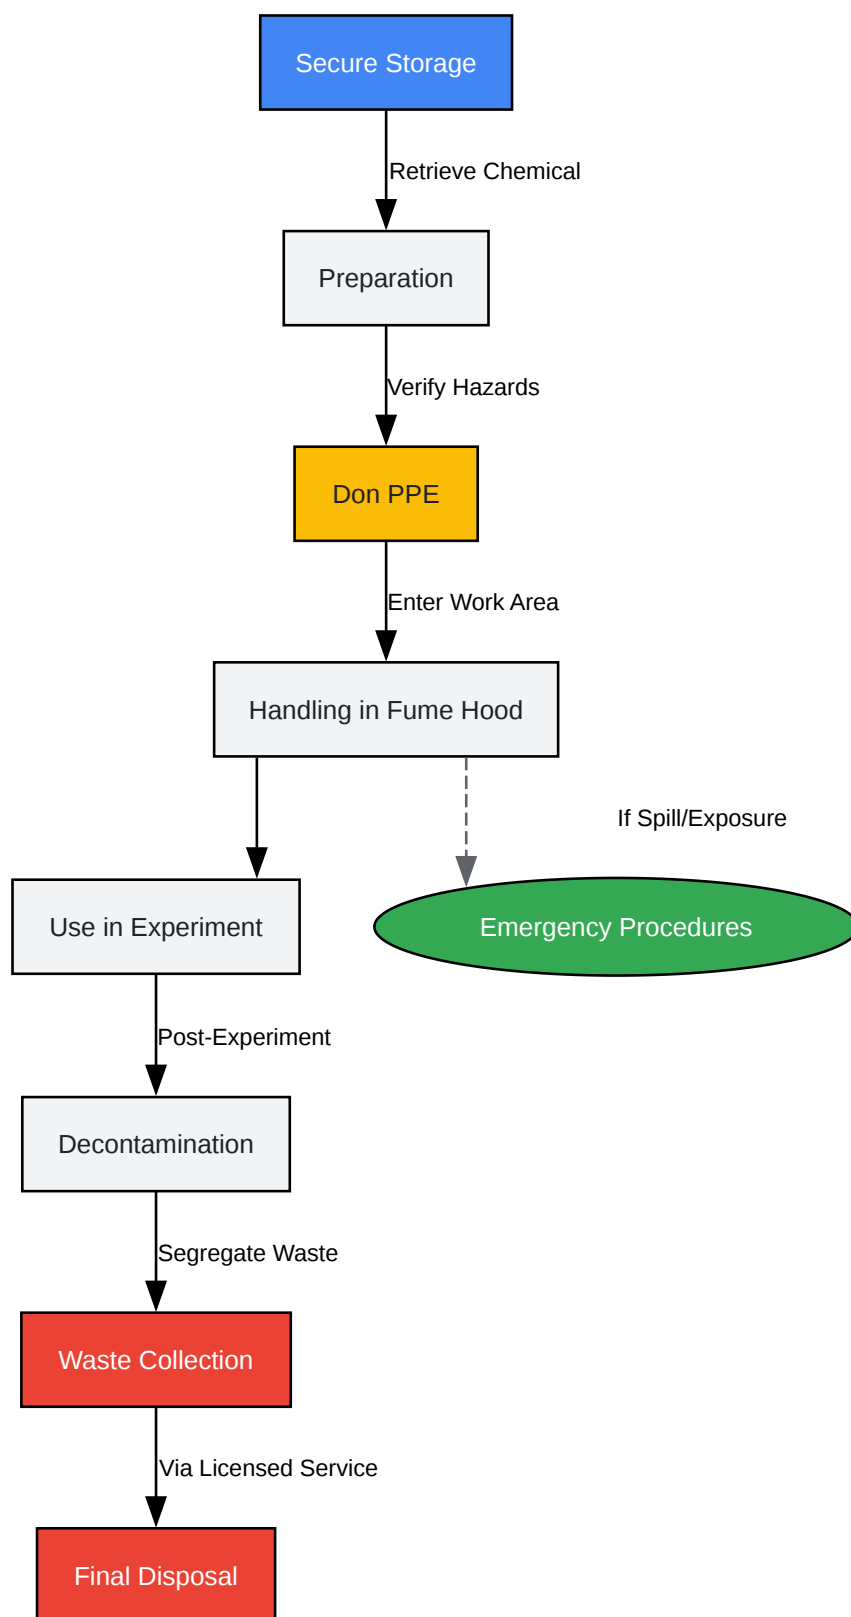 Secure Storage
Retrieve Chemical
Preparation
Verify Hazards
Don PPE
Enter Work Area
Handling in Fume Hood
If Spill/Exposure
Use in Experiment
Emergency Procedures
Post-Experiment
Decontamination
Segregate Waste
Waste Collection
Via Licensed Service
Final Disposal